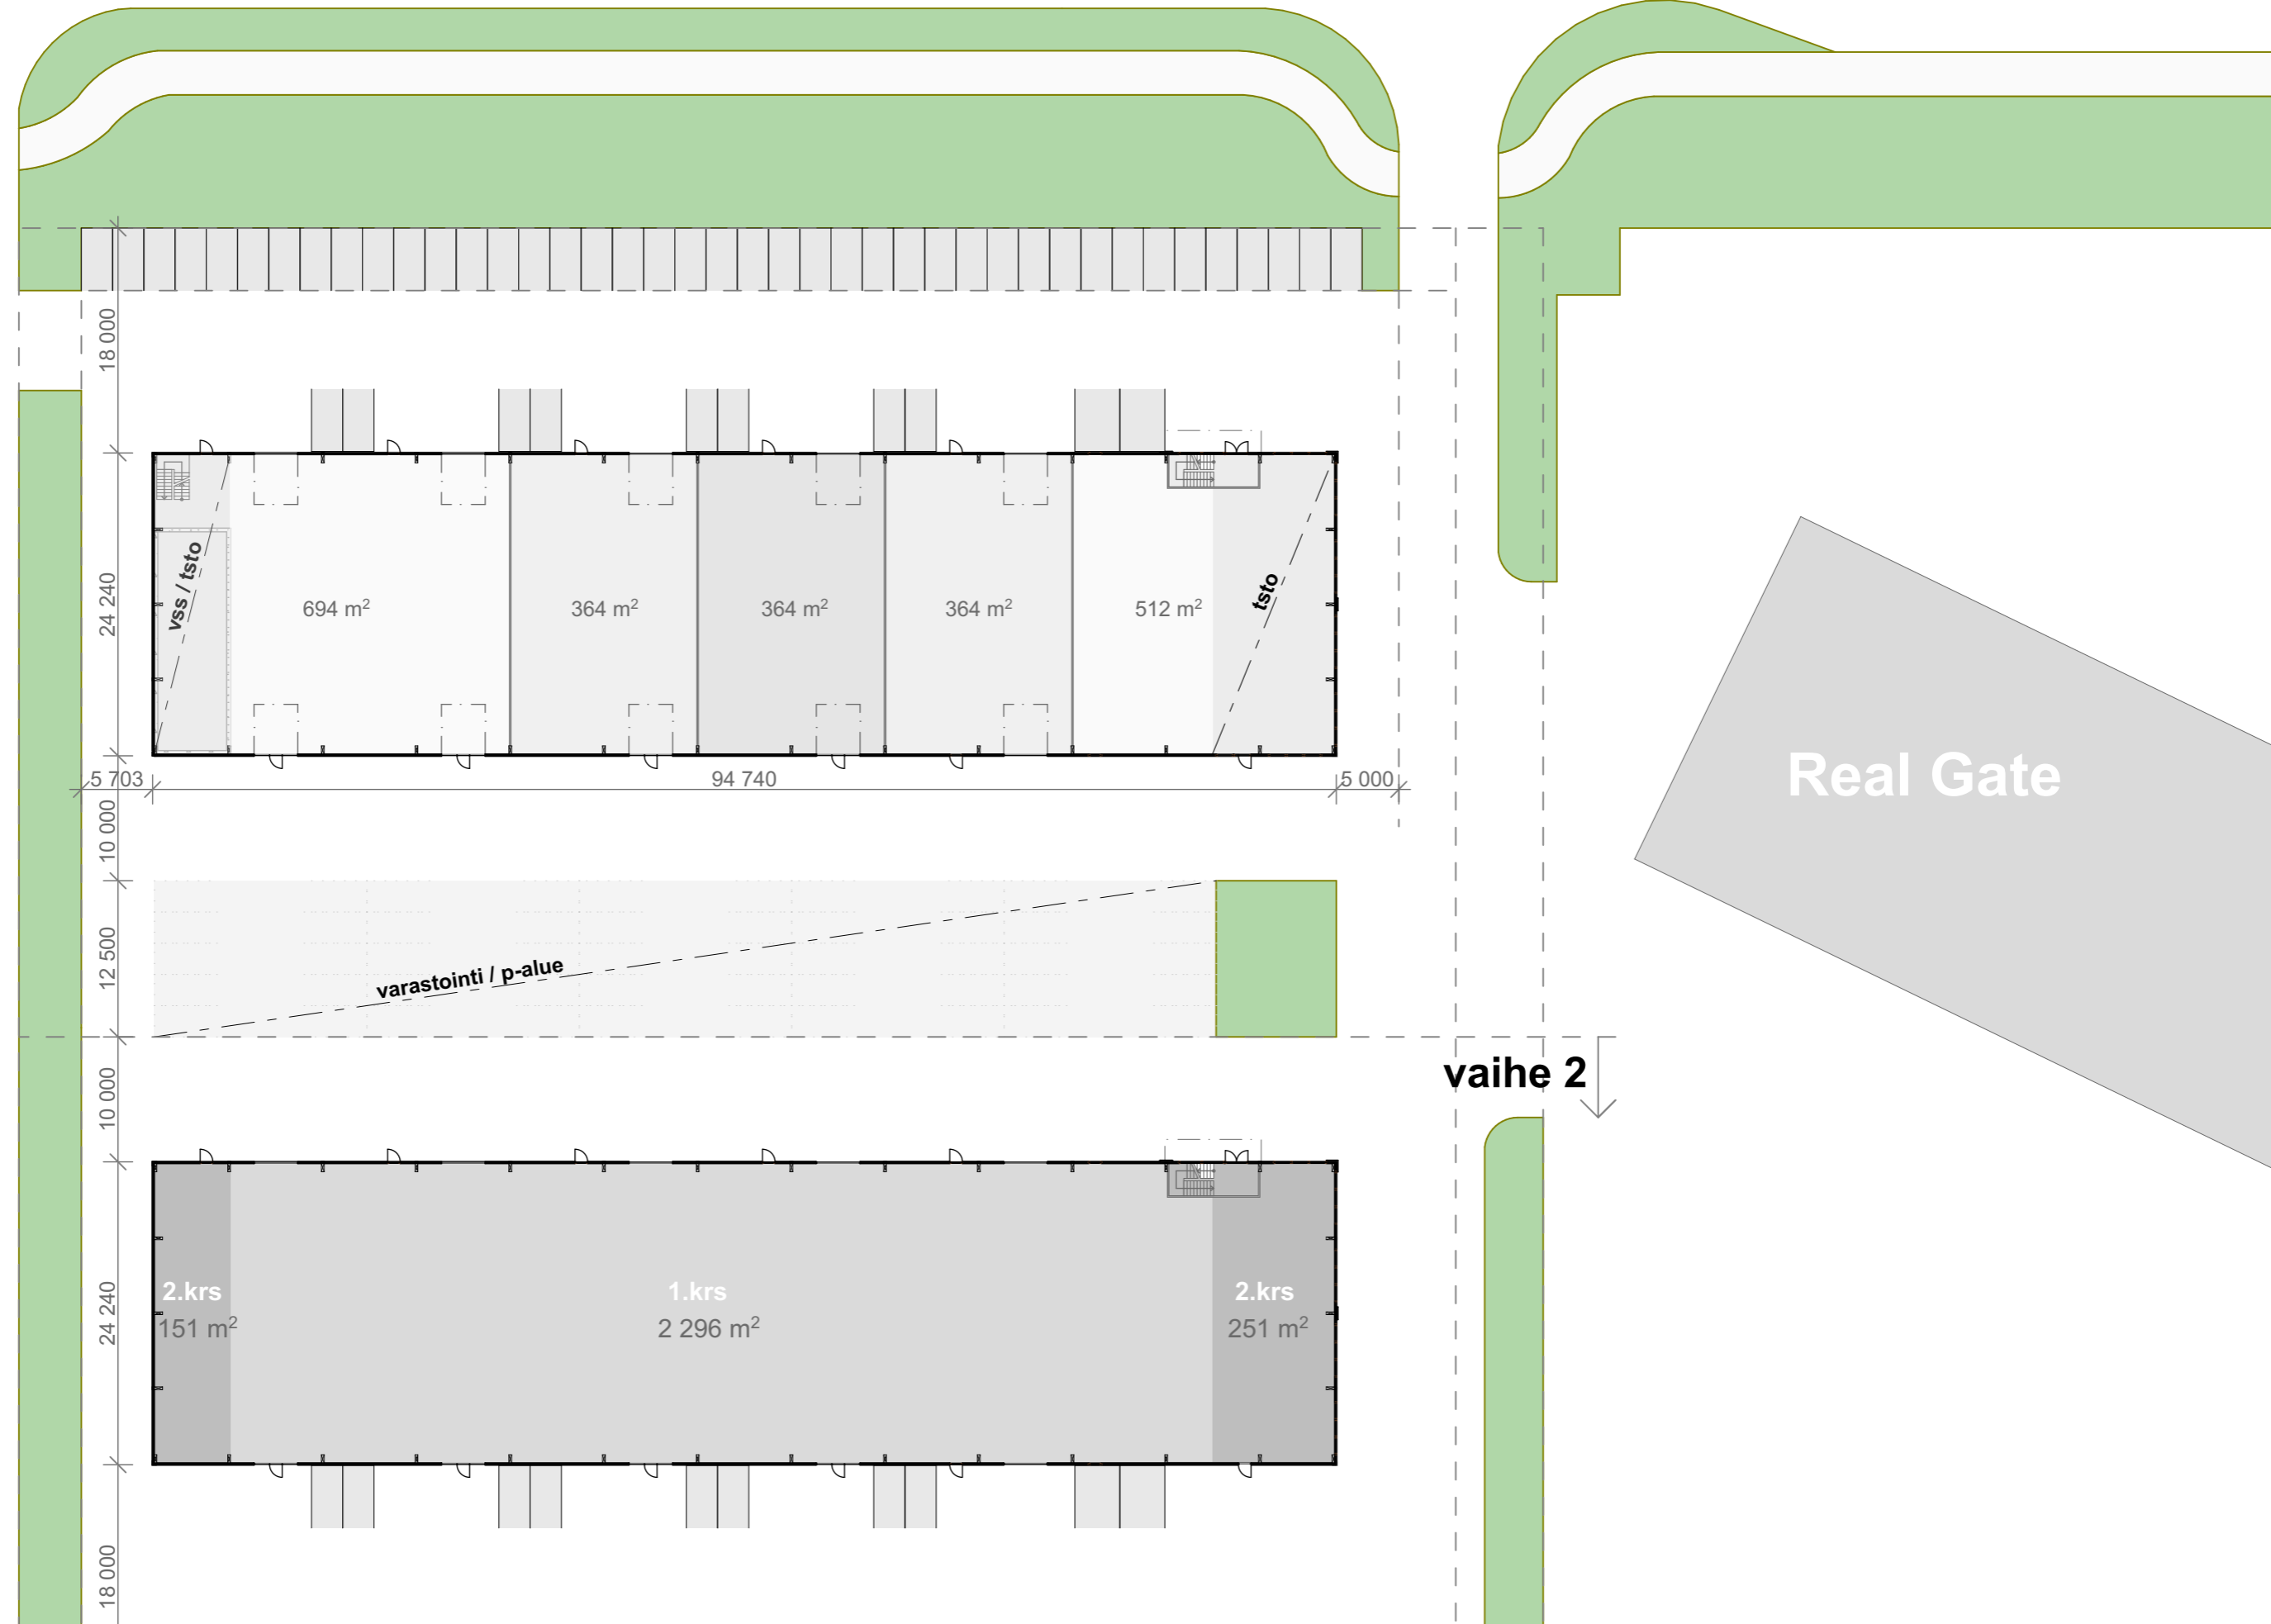 18 000
24 240
vss / tsto
694 m²
364 m²
364 m²
364 m²
512 m²
tsto
5 703
94 740
5 000
Real Gate
10 000
12 500
varastointi / p-alue
vaihe 2
10 000
24 240
2.krs
151 m²
1.krs
2 296 m²
2.krs
251 m²
18 000